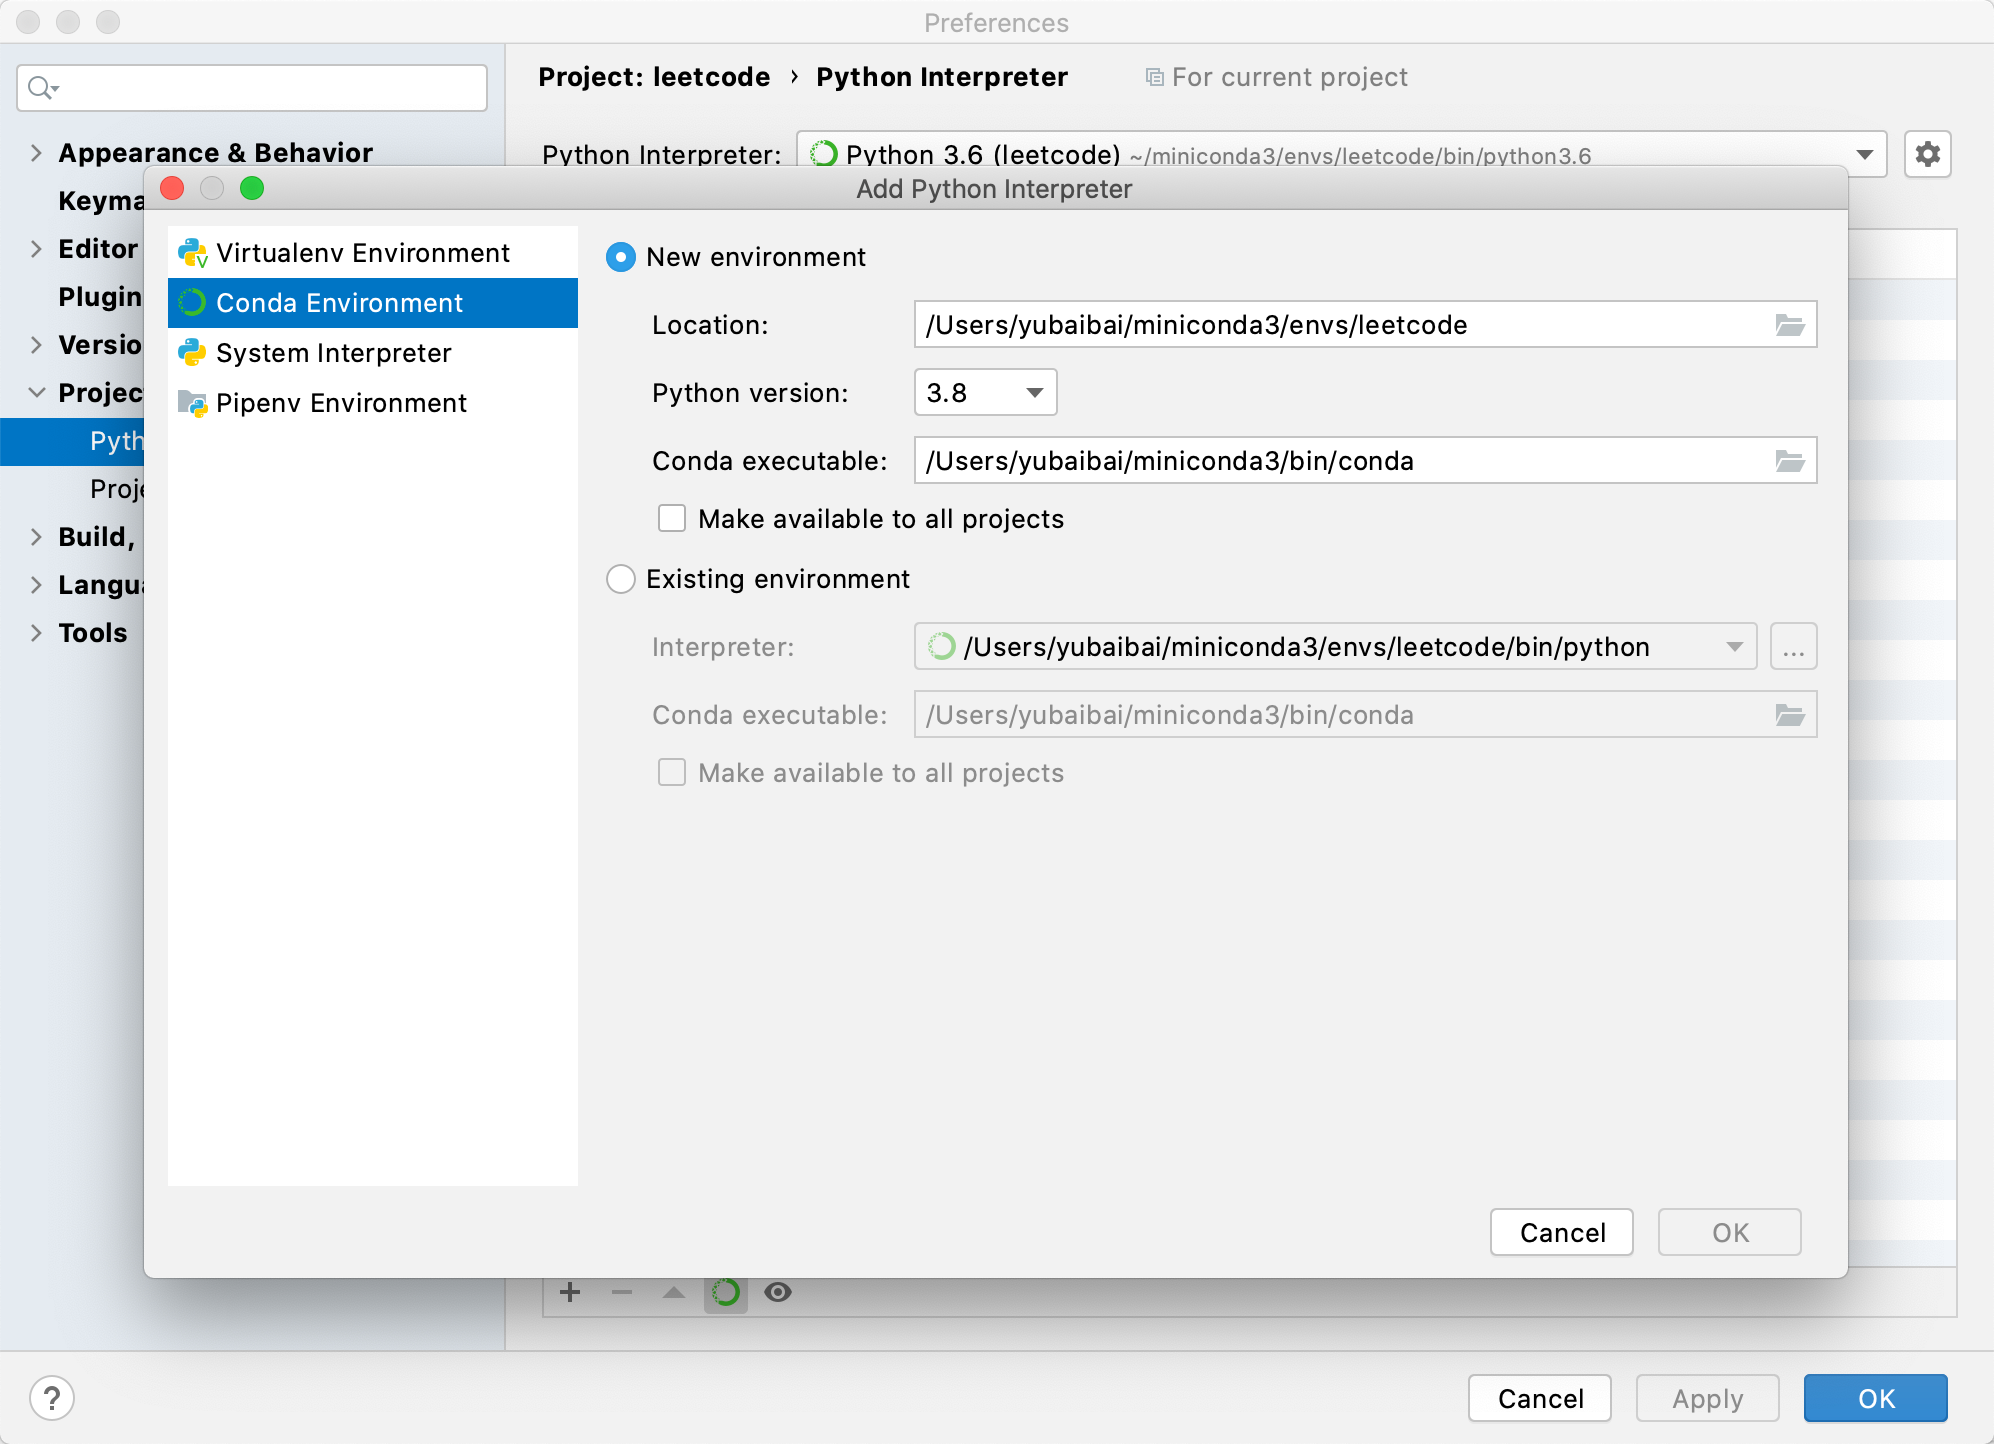 Preferences
Project: leetcode › Python Interpreter For current project
Python Interpreter: Python 3.6 (leetcode) ~/miniconda3/envs/leetcode/bin/python3.6
Appearance & Behavior
Keyma
Editor
Plugin
Versio
Projec
Pyth
Proje
Build,
Langua
Tools
Add Python Interpreter
Virtualenv Environment
Conda Environment
System Interpreter
Pipenv Environment
New environment
Location: /Users/yubaibai/miniconda3/envs/leetcode
Python version: 3.8
Conda executable: /Users/yubaibai/miniconda3/bin/conda
Make available to all projects
Existing environment
Interpreter: /Users/yubaibai/miniconda3/envs/leetcode/bin/python ...
Conda executable: /Users/yubaibai/miniconda3/bin/conda
Make available to all projects
Cancel OK
? Cancel Apply OK